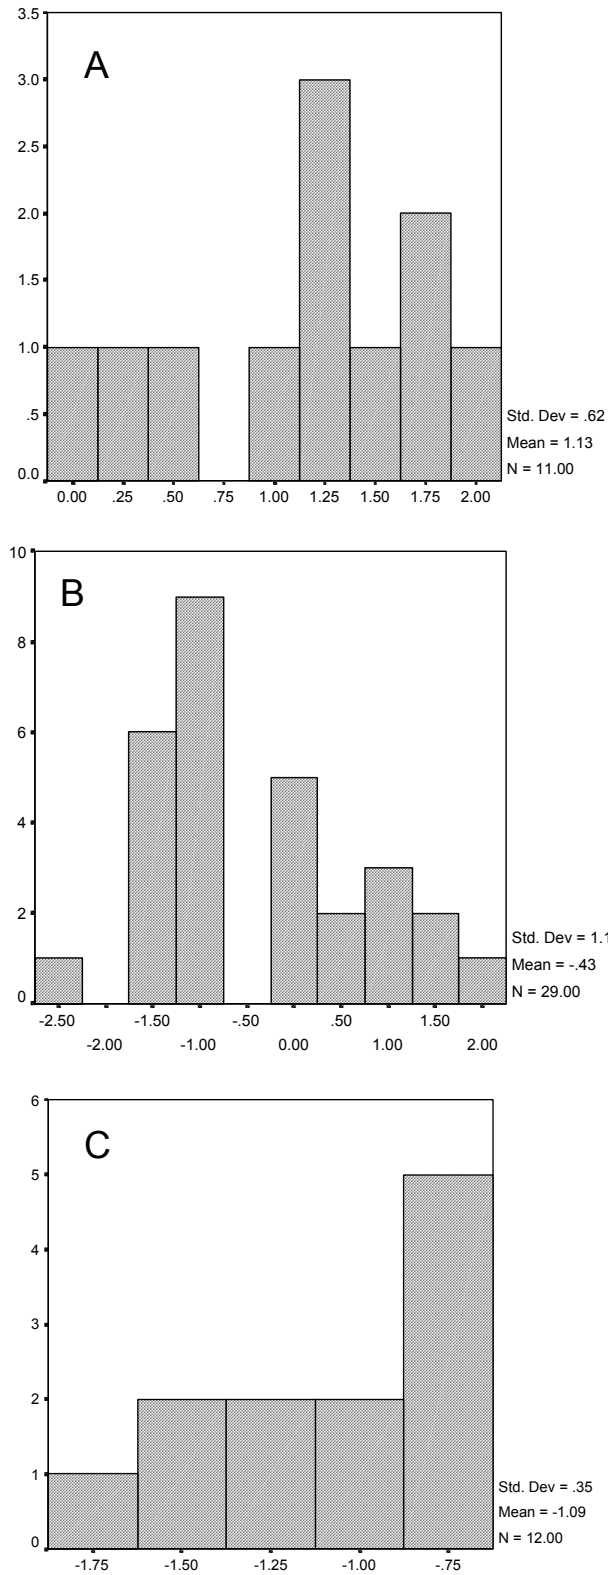 3.5
A
3.0
2.5
2.0
1.5
1.0
.5
0.0
Std. Dev = .62
Mean = 1.13
N = 11.00
0.00 .25 .50 .75 1.00 1.25 1.50 1.75 2.00
10
B
8
6
4
2
0
Std. Dev = 1.1
Mean = -.43
N = 29.00
-2.50 -1.50 -.50 .50 1.50
-2.00 -1.00 0.00 1.00 2.00
6
C
5
4
3
2
1
0
Std. Dev = .35
Mean = -1.09
N = 12.00
-1.75 -1.50 -1.25 -1.00 -.75